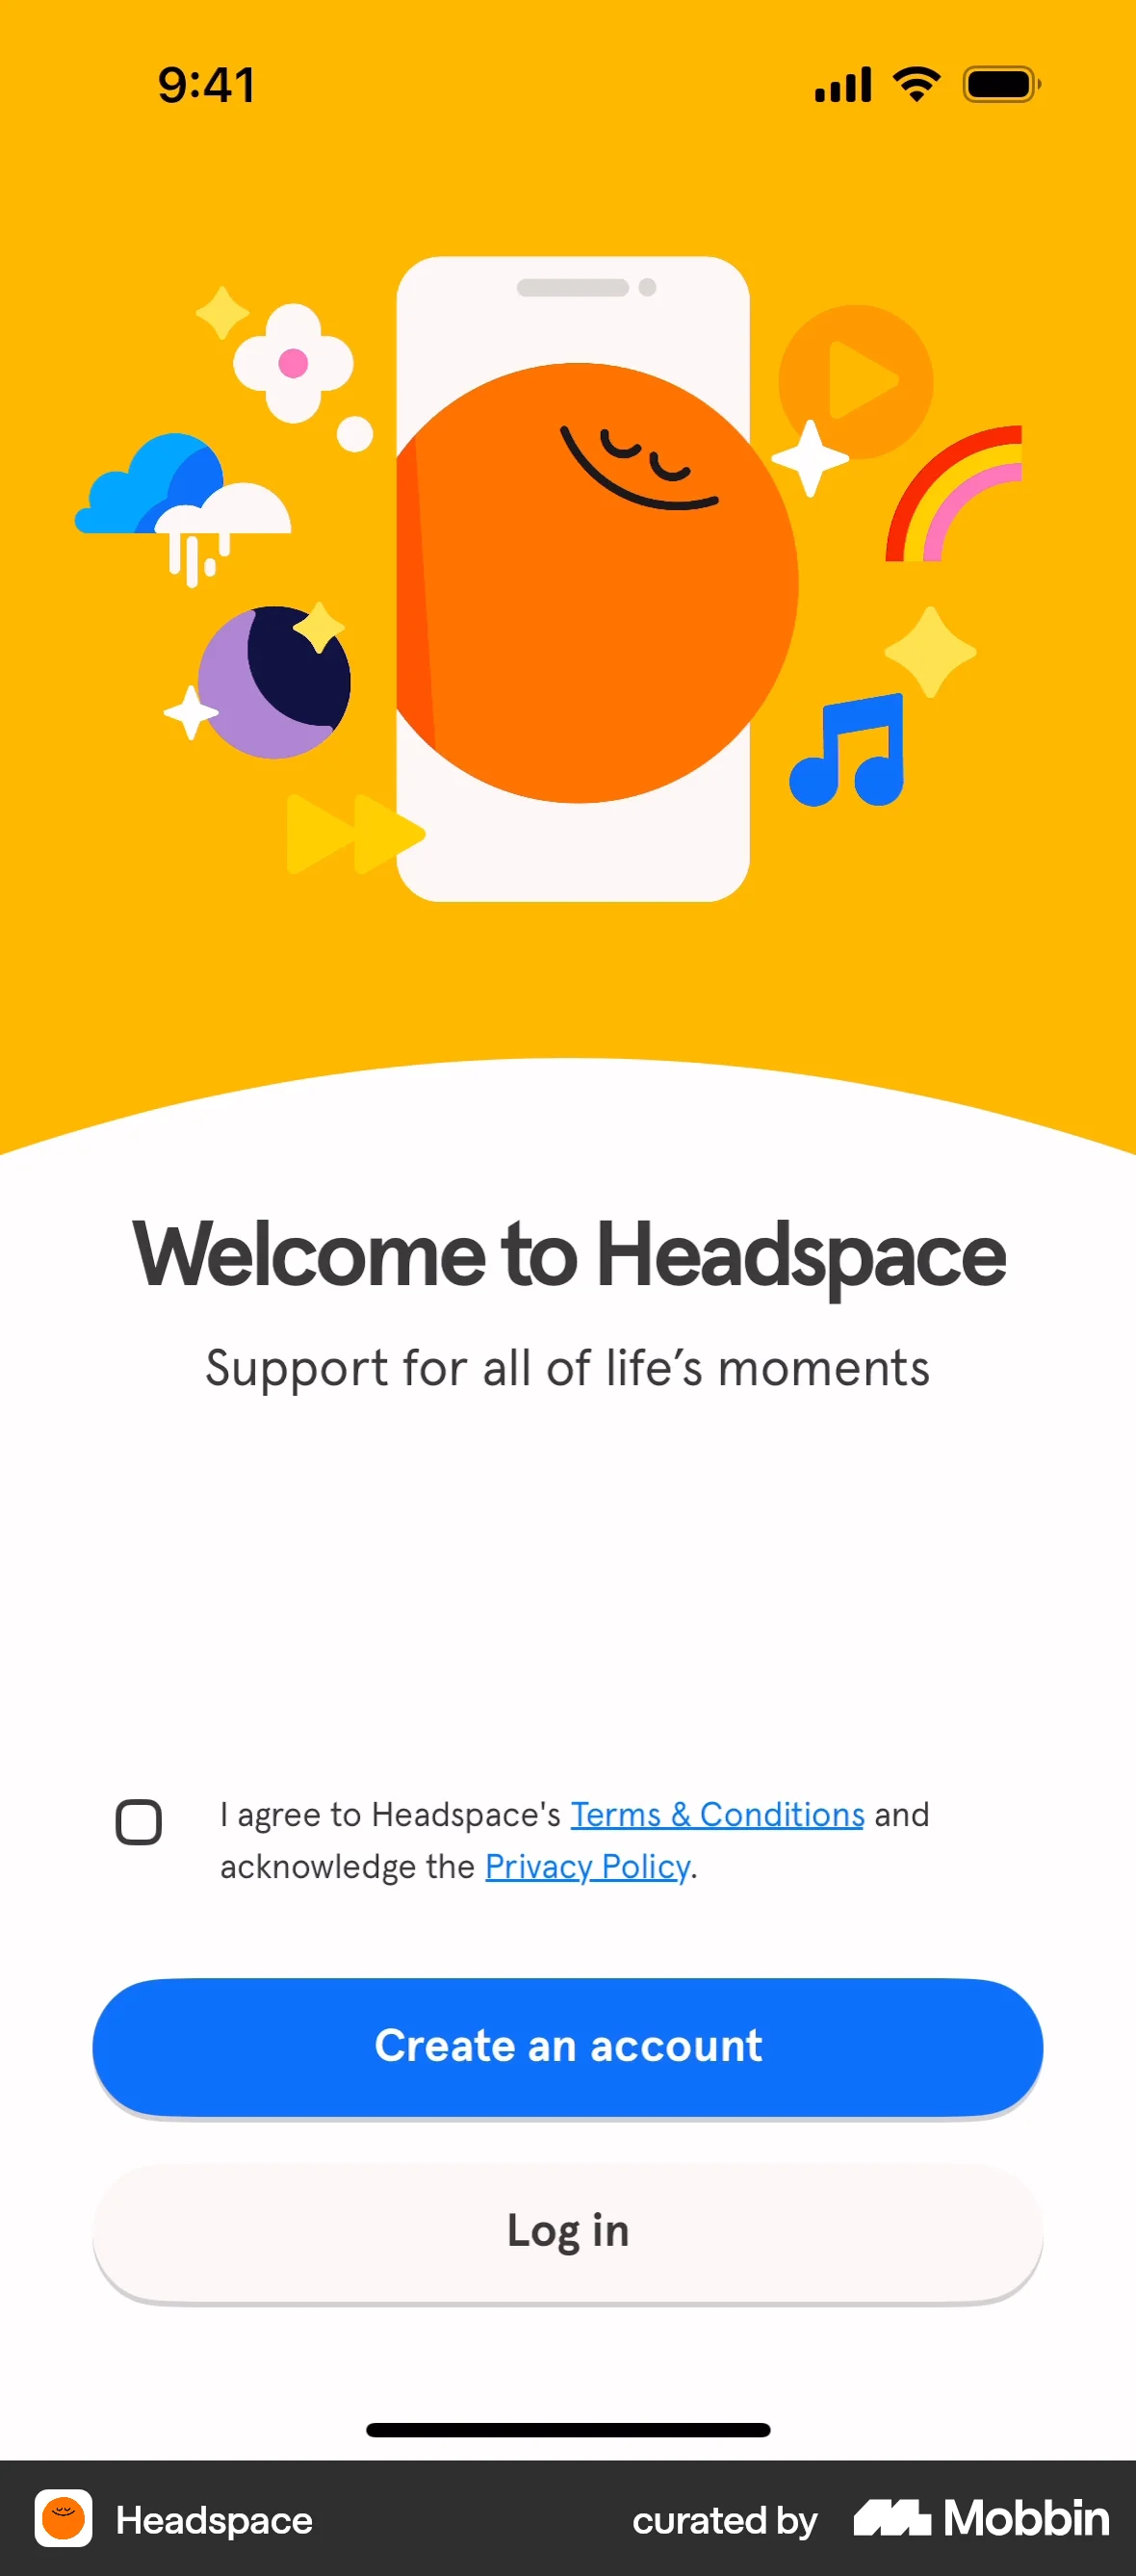 9:41
Welcome to Headspace
Support for all of life’s moments
I agree to Headspace's Terms & Conditions and
acknowledge the Privacy Policy.
Create an account
Log in
Headspace
curated by Mobbin